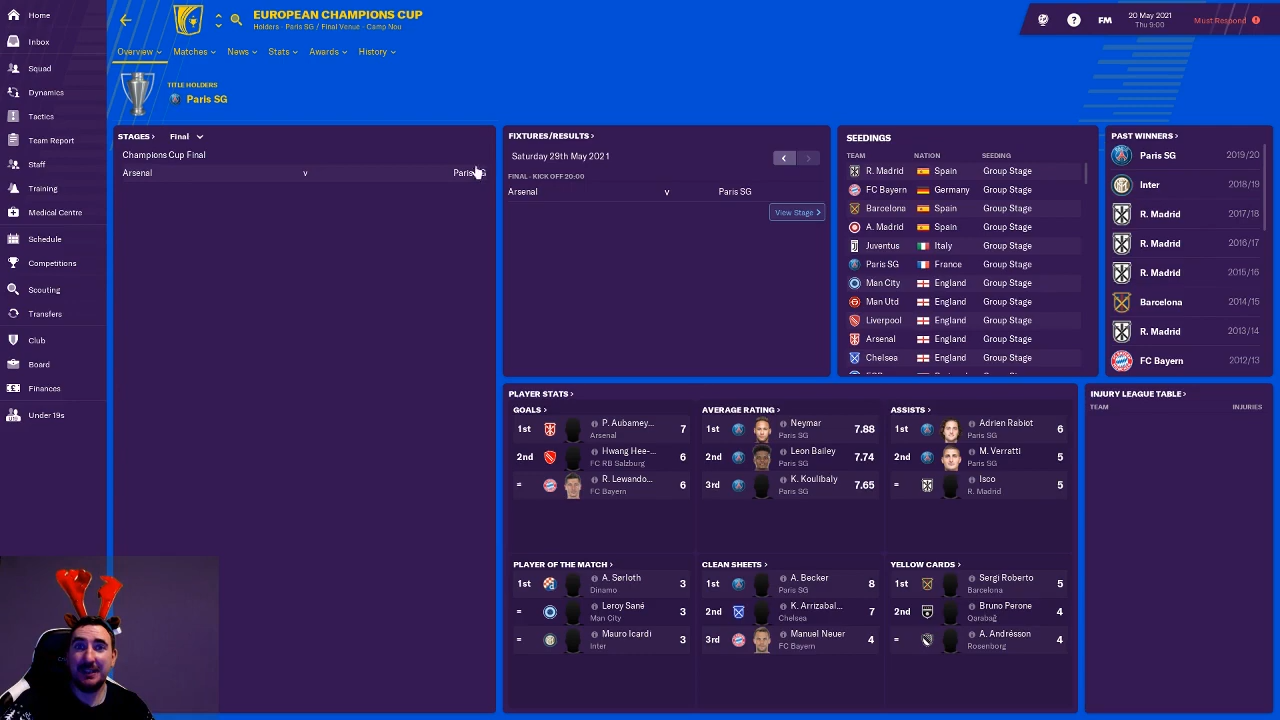 Home
Inbox
Squad
Dynamics
Tactics
Team Report
Staff
Training
Medical Centre
Schedule
Competitions
Scouting
Transfers
Club
Board
Finances
Under 19s
EUROPEAN CHAMPIONS CUP
Holders - Paris SG / Final Venue - Camp Nou
?
FM
20 May 2021
Thu 9:00
Must Respond
Overview
Matches
News
Stats
Awards
History
TITLE HOLDERS
Paris SG
STAGES
Final
Champions Cup Final
Arsenal v Paris SG
FIXTURES/RESULTS
Saturday 29th May 2021
FINAL - KICK OFF 20:00
Arsenal v Paris SG
View Stage
SEEDINGS
TEAM NATION SEEDING
R. Madrid Spain Group Stage
FC Bayern Germany Group Stage
Barcelona Spain Group Stage
A. Madrid Spain Group Stage
Juventus Italy Group Stage
Paris SG France Group Stage
Man City England Group Stage
Man Utd England Group Stage
Liverpool England Group Stage
Arsenal England Group Stage
Chelsea England Group Stage
PAST WINNERS
Paris SG 2019/20
Inter 2018/19
R. Madrid 2017/18
R. Madrid 2016/17
R. Madrid 2015/16
Barcelona 2014/15
R. Madrid 2013/14
FC Bayern 2012/13
PLAYER STATS
GOALS
1st P. Aubamey... 7
Arsenal
2nd Hwang Hee-... 6
FC RB Salzburg
= R. Lewando... 6
FC Bayern
AVERAGE RATING
1st Neymar 7.88
Paris SG
2nd Leon Bailey 7.74
Paris SG
3rd K. Koulibaly 7.65
Paris SG
ASSISTS
1st Adrien Rabiot 6
Paris SG
2nd M. Verratti 5
Paris SG
= Isco 5
R. Madrid
PLAYER OF THE MATCH
1st A. Sørloth 3
Dinamo
= Leroy Sané 3
Man City
= Mauro Icardi 3
Inter
CLEAN SHEETS
1st A. Becker 8
Paris SG
2nd K. Arrizabal... 7
Chelsea
3rd Manuel Neuer 4
FC Bayern
YELLOW CARDS
1st Sergi Roberto 5
Barcelona
2nd Bruno Perone 4
Qarabag
= A. Andrésson 4
Rosenborg
INJURY LEAGUE TABLE
TEAM INJURIES